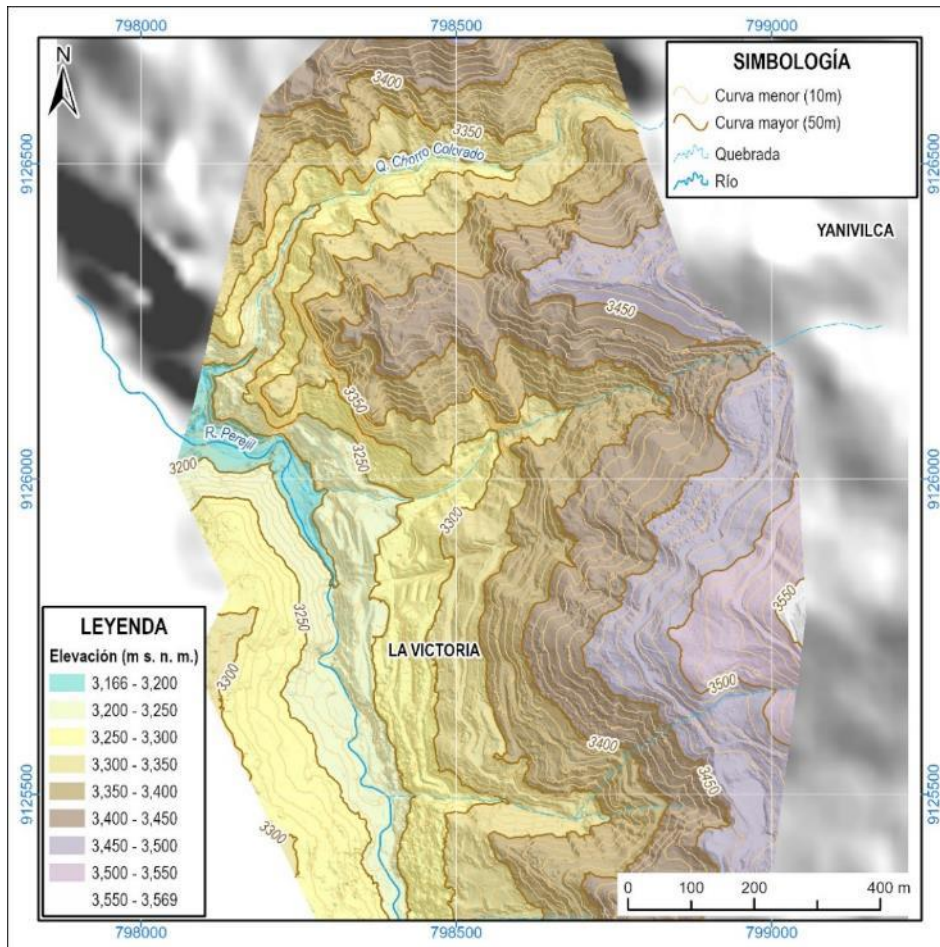 798000
798500
799000
N
SIMBOLOGÍA
Curva menor (10m)
Curva mayor (50m)
Quebrada
Río
3400
3350
Q. Chorro Colorado
9126500
9126500
YANIVILCA
3450
3350
R. Perejil
3250
3200
9126000
9126000
3300
3250
3550
LA VICTORIA
3300
3500
3400
3450
3300
9125500
9125500
LEYENDA
Elevación (m s. n. m.)
3,166 - 3,200
3,200 - 3,250
3,250 - 3,300
3,300 - 3,350
3,350 - 3,400
3,400 - 3,450
3,450 - 3,500
3,500 - 3,550
3,550 - 3,569
0 100 200 400 m
798000
798500
799000